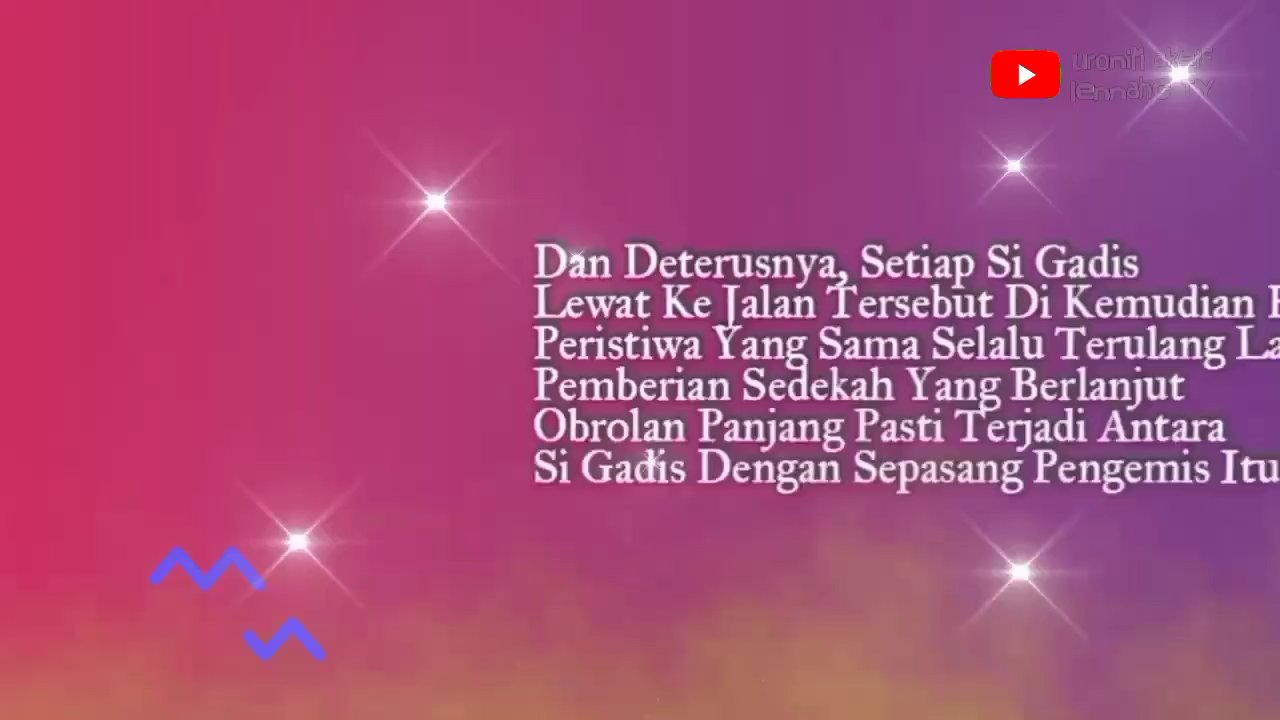 Dan Deterusnya, Setiap Si Gadis
Lewat Ke Jalan Tersebut Di Kemudian
Peristiwa Yang Sama Selalu Terulang
Pemberian Sedekah Yang Berlanjut
Obrolan Panjang Pasti Terjadi Antara
Si Gadis Dengan Sepasang Pengemis Itu